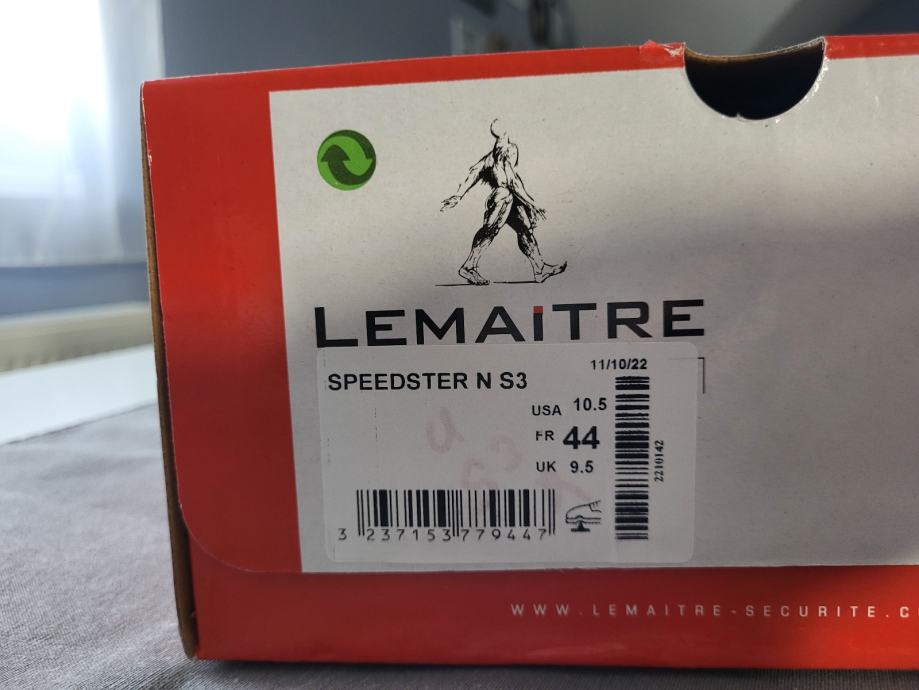 LEMAiTRE
SPEEDSTER N S3
11/10/22
USA 10.5
FR 44
UK 9.5
2210142
3 237153 779447
WWW.LEMAITRE-SECURITE.C